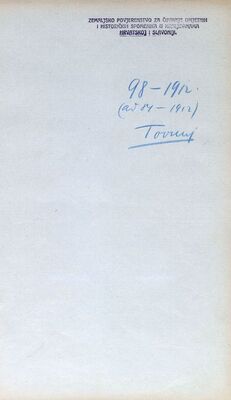 ZEMALJSKO POVJERENSTVO ZA ČUVANJE UMJETNIH
I HISTORIČKIH SPOMENIKA U KRALJEVINAMA
HRVATSKOJ I SLAVONIJI.
98-1912.
(ad 84-1912)